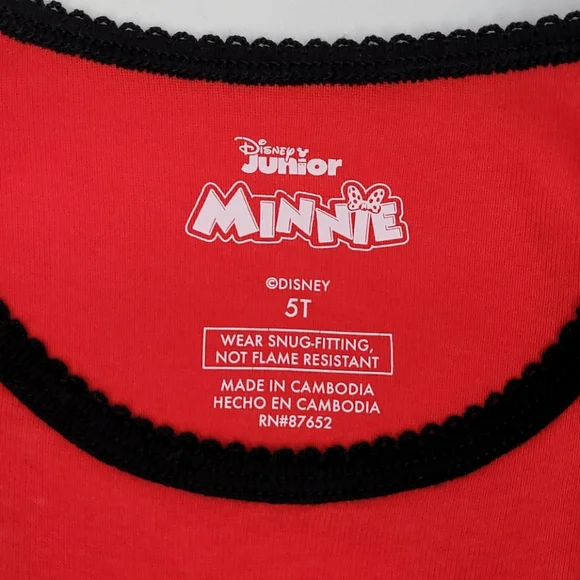 Disney
Junior
MINNIE
©DISNEY
5T
WEAR SNUG-FITTING,
NOT FLAME RESISTANT
MADE IN CAMBODIA
HECHO EN CAMBODIA
RN#87652